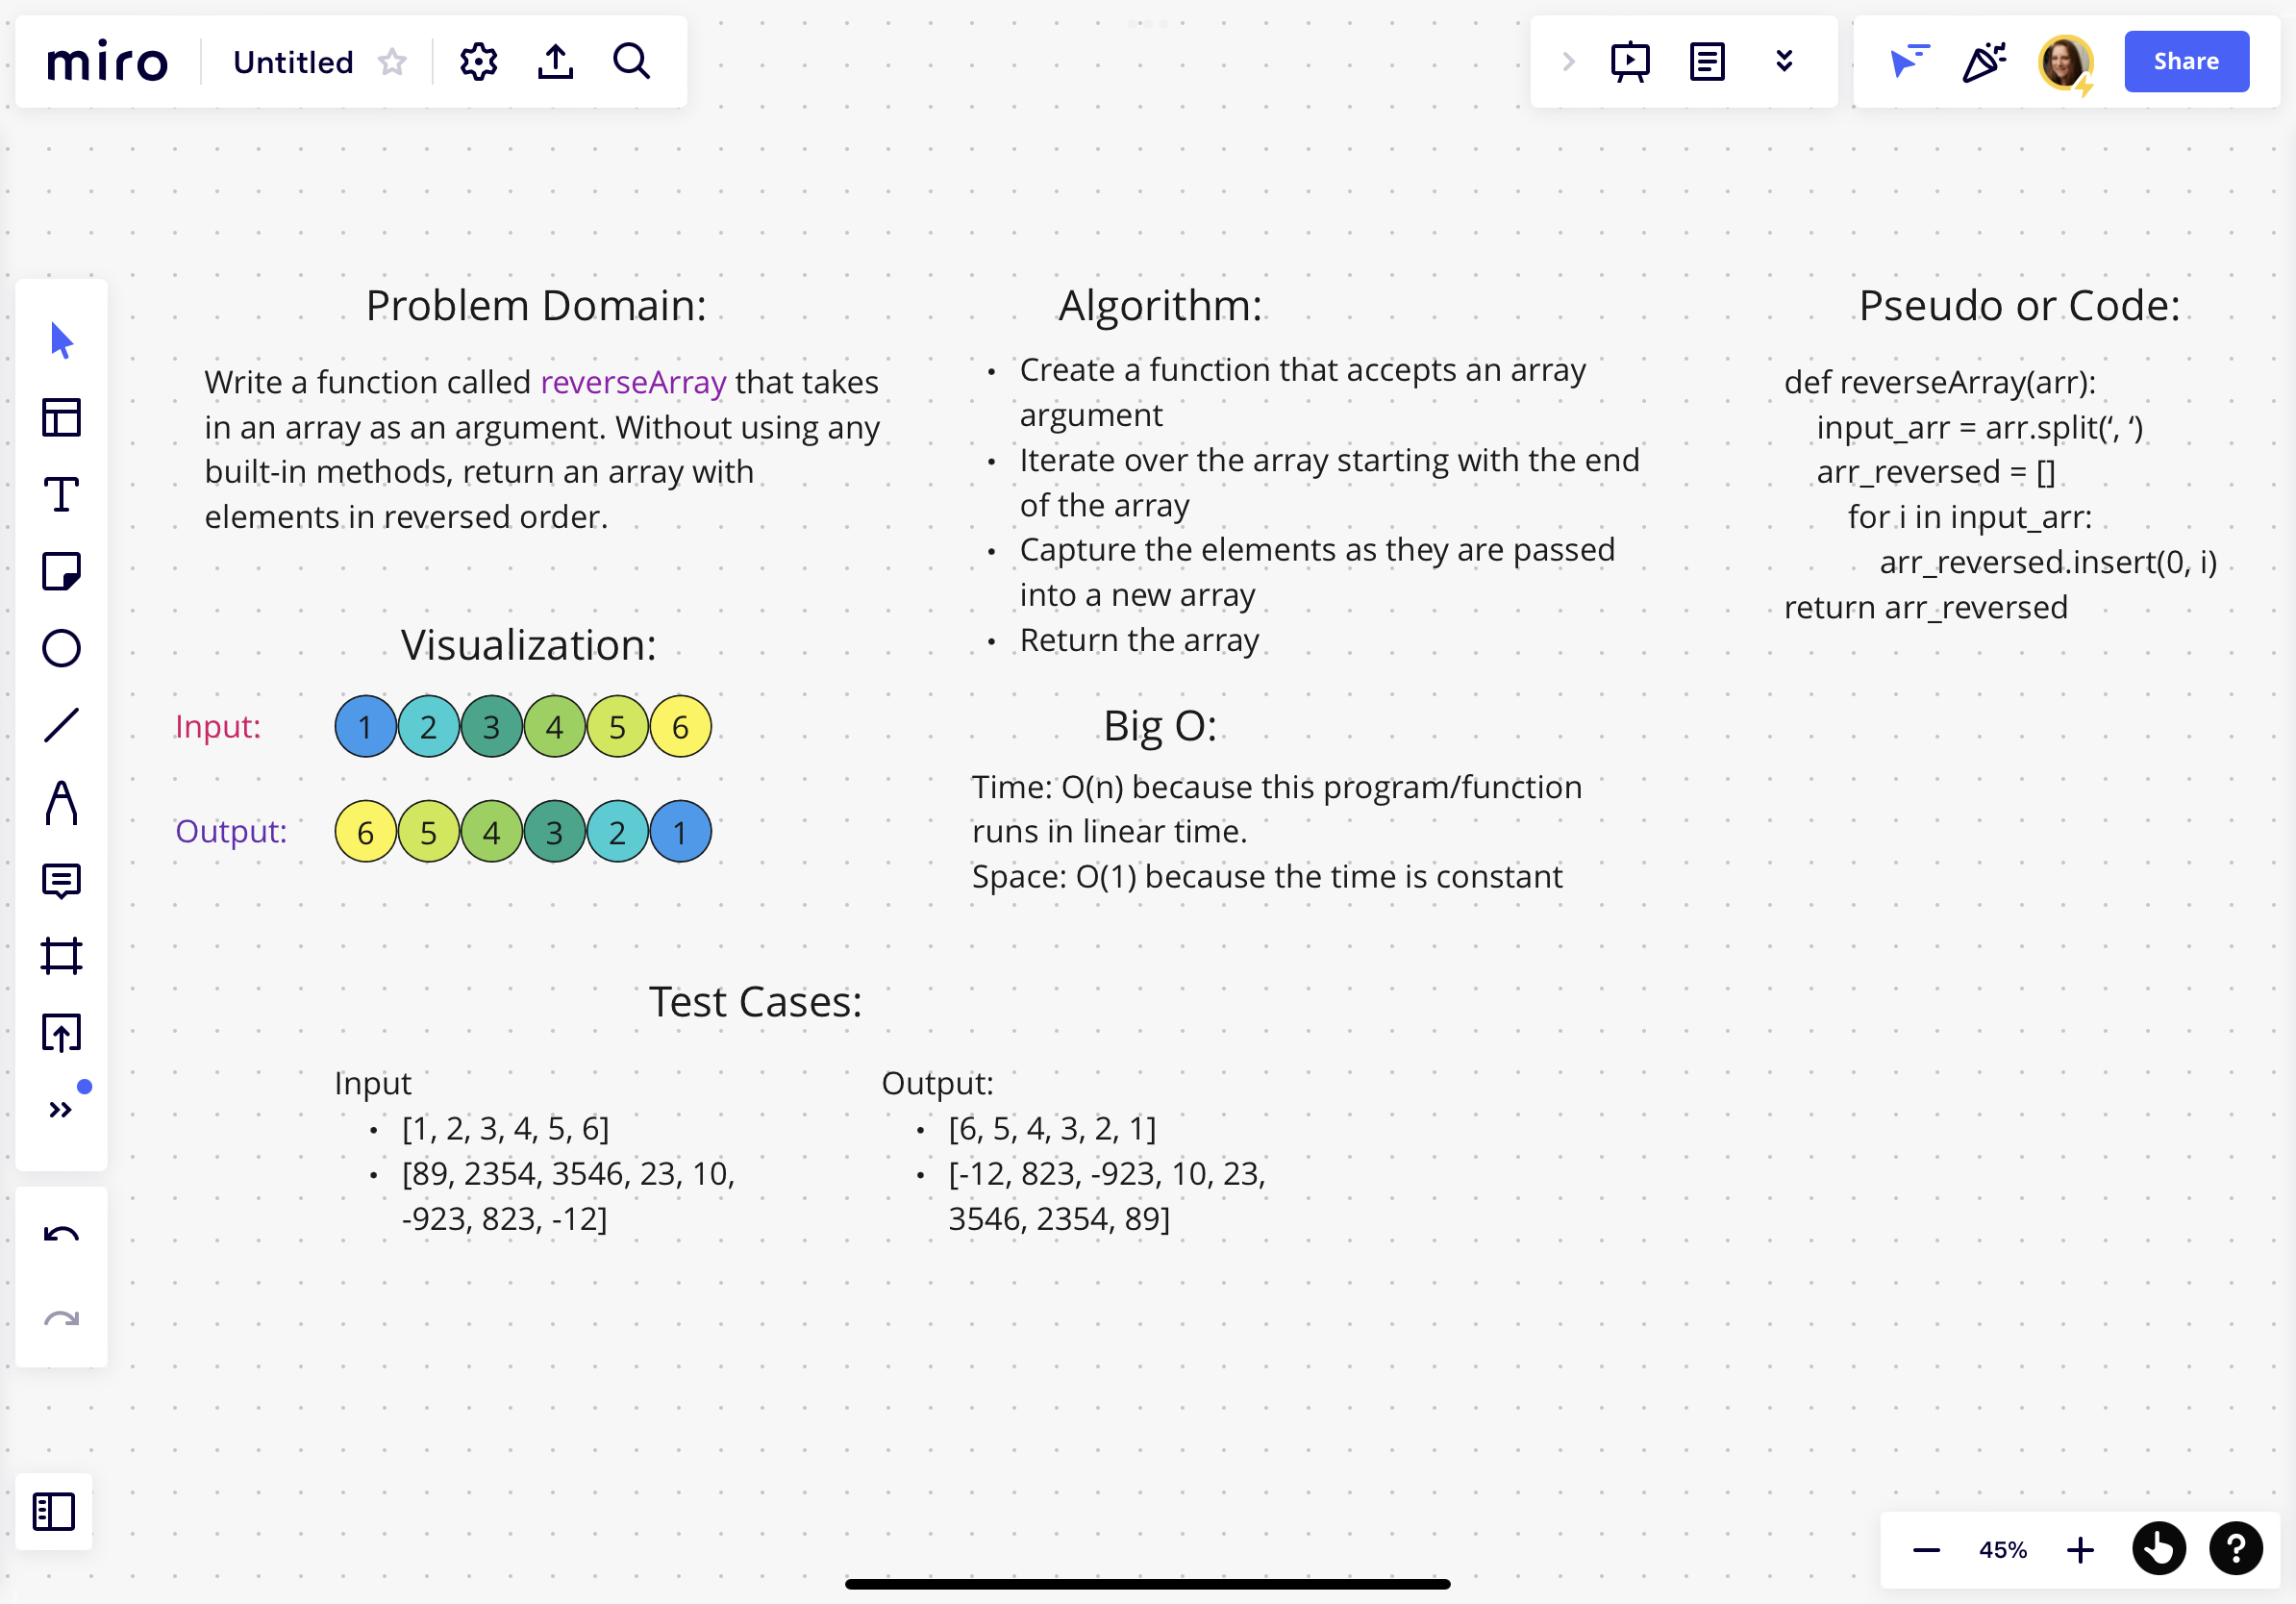 miro
Untitled
Share
Problem Domain:
Write a function called reverseArray that takes
in an array as an argument. Without using any
built-in methods, return an array with
elements in reversed order.
Visualization:
Input:
1 2 3 4 5 6
Output:
6 5 4 3 2 1
Algorithm:
• Create a function that accepts an array
argument
• Iterate over the array starting with the end
of the array
• Capture the elements as they are passed
into a new array
• Return the array
Big O:
Time: O(n) because this program/function
runs in linear time.
Space: O(1) because the time is constant
Pseudo or Code:
def reverseArray(arr):
input_arr = arr.split(‘, ‘)
arr_reversed = []
for i in input_arr:
arr_reversed.insert(0, i)
return arr_reversed
Test Cases:
Input
• [1, 2, 3, 4, 5, 6]
• [89, 2354, 3546, 23, 10,
-923, 823, -12]
Output:
• [6, 5, 4, 3, 2, 1]
• [-12, 823, -923, 10, 23,
3546, 2354, 89]
45%
?